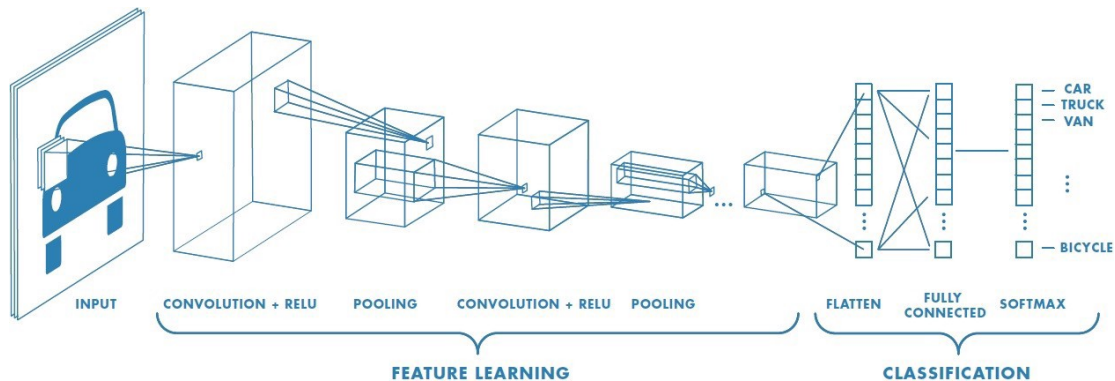 CAR
TRUCK
VAN
BICYCLE
INPUT
CONVOLUTION + RELU
POOLING
CONVOLUTION + RELU
POOLING
FLATTEN
FULLY
CONNECTED
SOFTMAX
FEATURE LEARNING
CLASSIFICATION